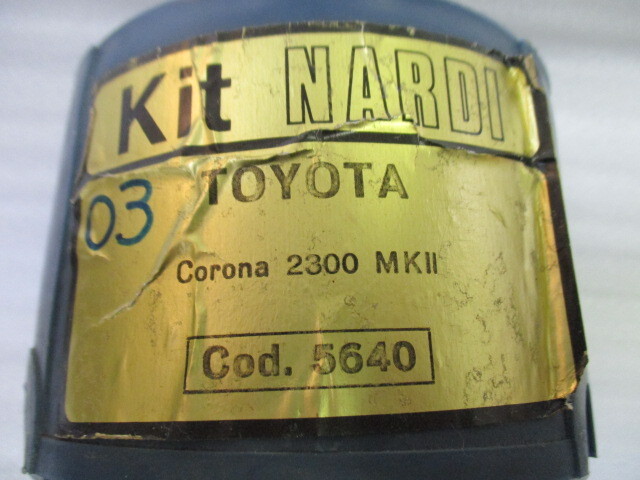 Kit NARDI
TOYOTA
03
Corona 2300 MKII
Cod. 5640